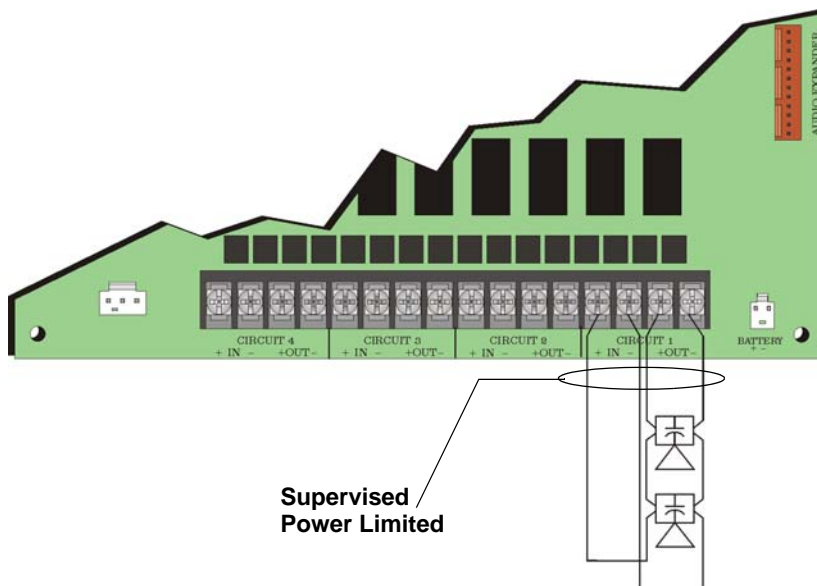 AUDIO EXPANDER
CIRCUIT 4 CIRCUIT 3 CIRCUIT 2 CIRCUIT 1 BATTERY
+ IN - +OUT- + IN - +OUT- + IN - +OUT- + IN - +OUT- + -
Supervised
Power Limited